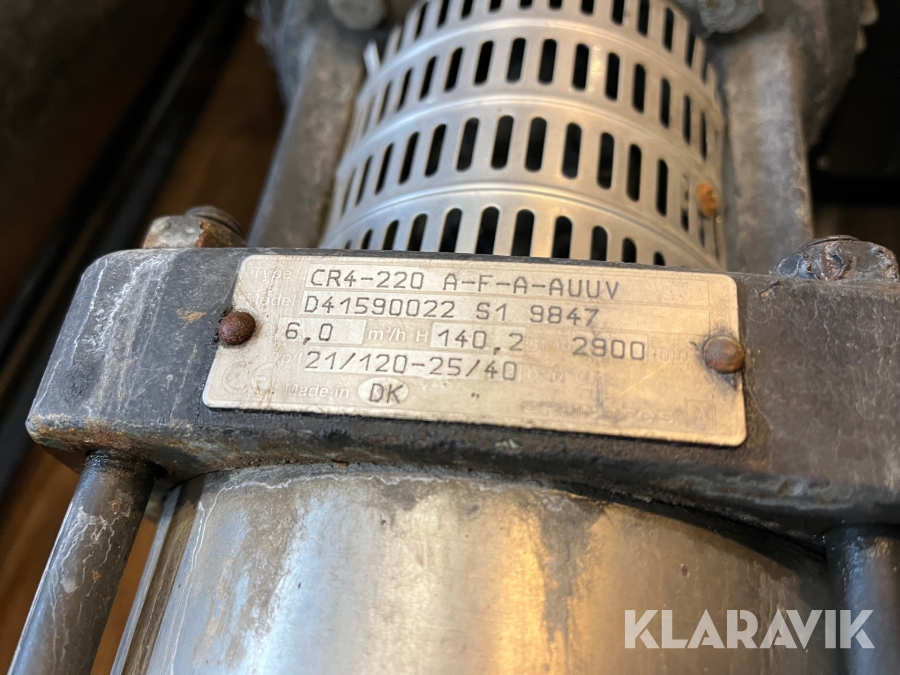 Type CR4-220 A-F-A-AUUV
Model D41590022 S1 9847
6,0 m³/h H 140,2 2900
21/120-25/40
Made in DK
KLARAVIK